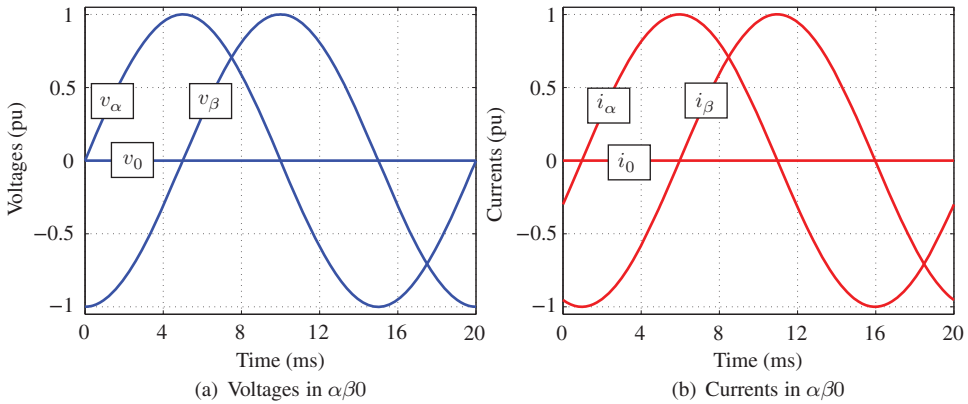 1
0.5
0
−0.5
−1
Voltages (pu)
vα
vβ
v0
0
4
8
12
16
20
Time (ms)
(a) Voltages in αβ0
1
0.5
0
−0.5
−1
Currents (pu)
iα
iβ
i0
0
4
8
12
16
20
Time (ms)
(b) Currents in αβ0